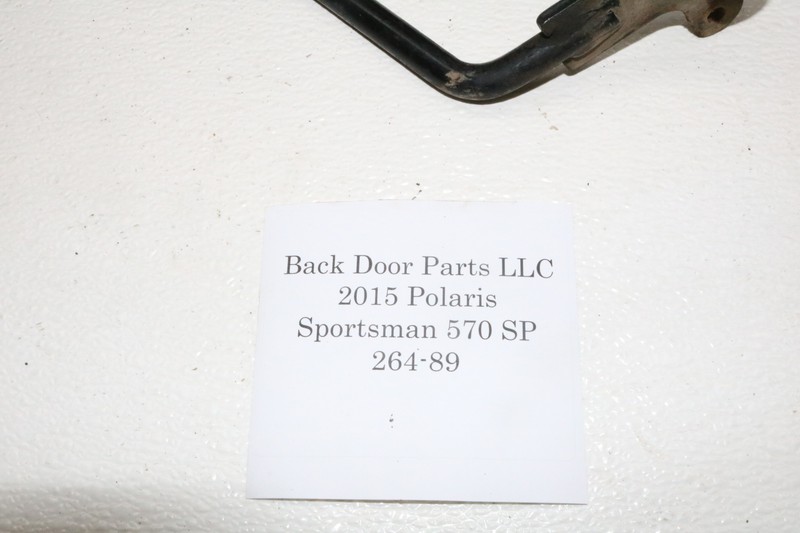 Back Door Parts LLC
2015 Polaris
Sportsman 570 SP
264-89